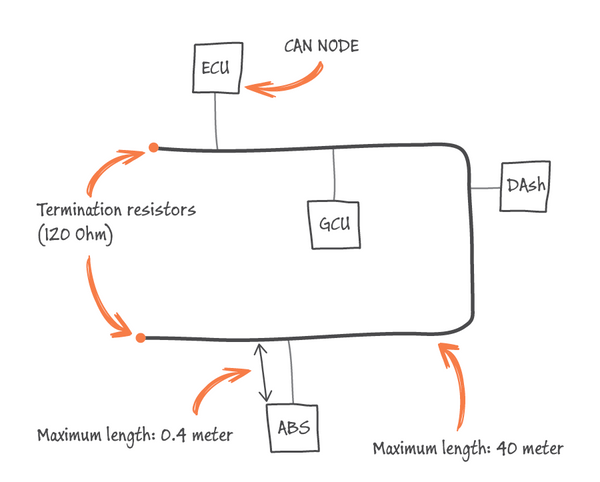 CAN NODE
ECU
DAsh
Termination resistors
(120 Ohm)
GCU
ABS
Maximum length: 0.4 meter
Maximum length: 40 meter